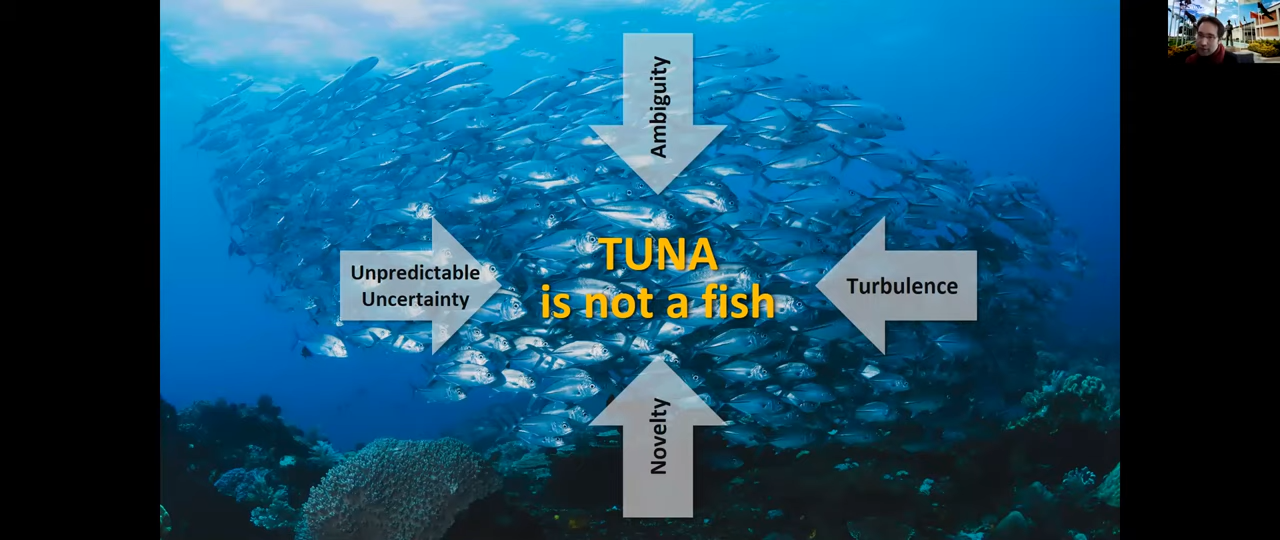 Ambiguity
TUNA
is not a fish
Unpredictable
Uncertainty
Turbulence
Novelty